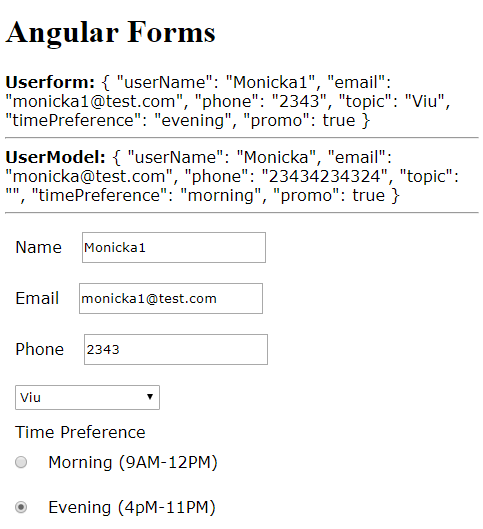 Angular Forms
Userform: { "userName": "Monicka1", "email":
"monicka1@test.com", "phone": "2343", "topic": "Viu",
"timePreference": "evening", "promo": true }
UserModel: { "userName": "Monicka", "email":
"monicka@test.com", "phone": "23434234324", "topic":
"", "timePreference": "morning", "promo": true }
Name Monicka1
Email monicka1@test.com
Phone 2343
Viu
Time Preference
Morning (9AM-12PM)
Evening (4pM-11PM)